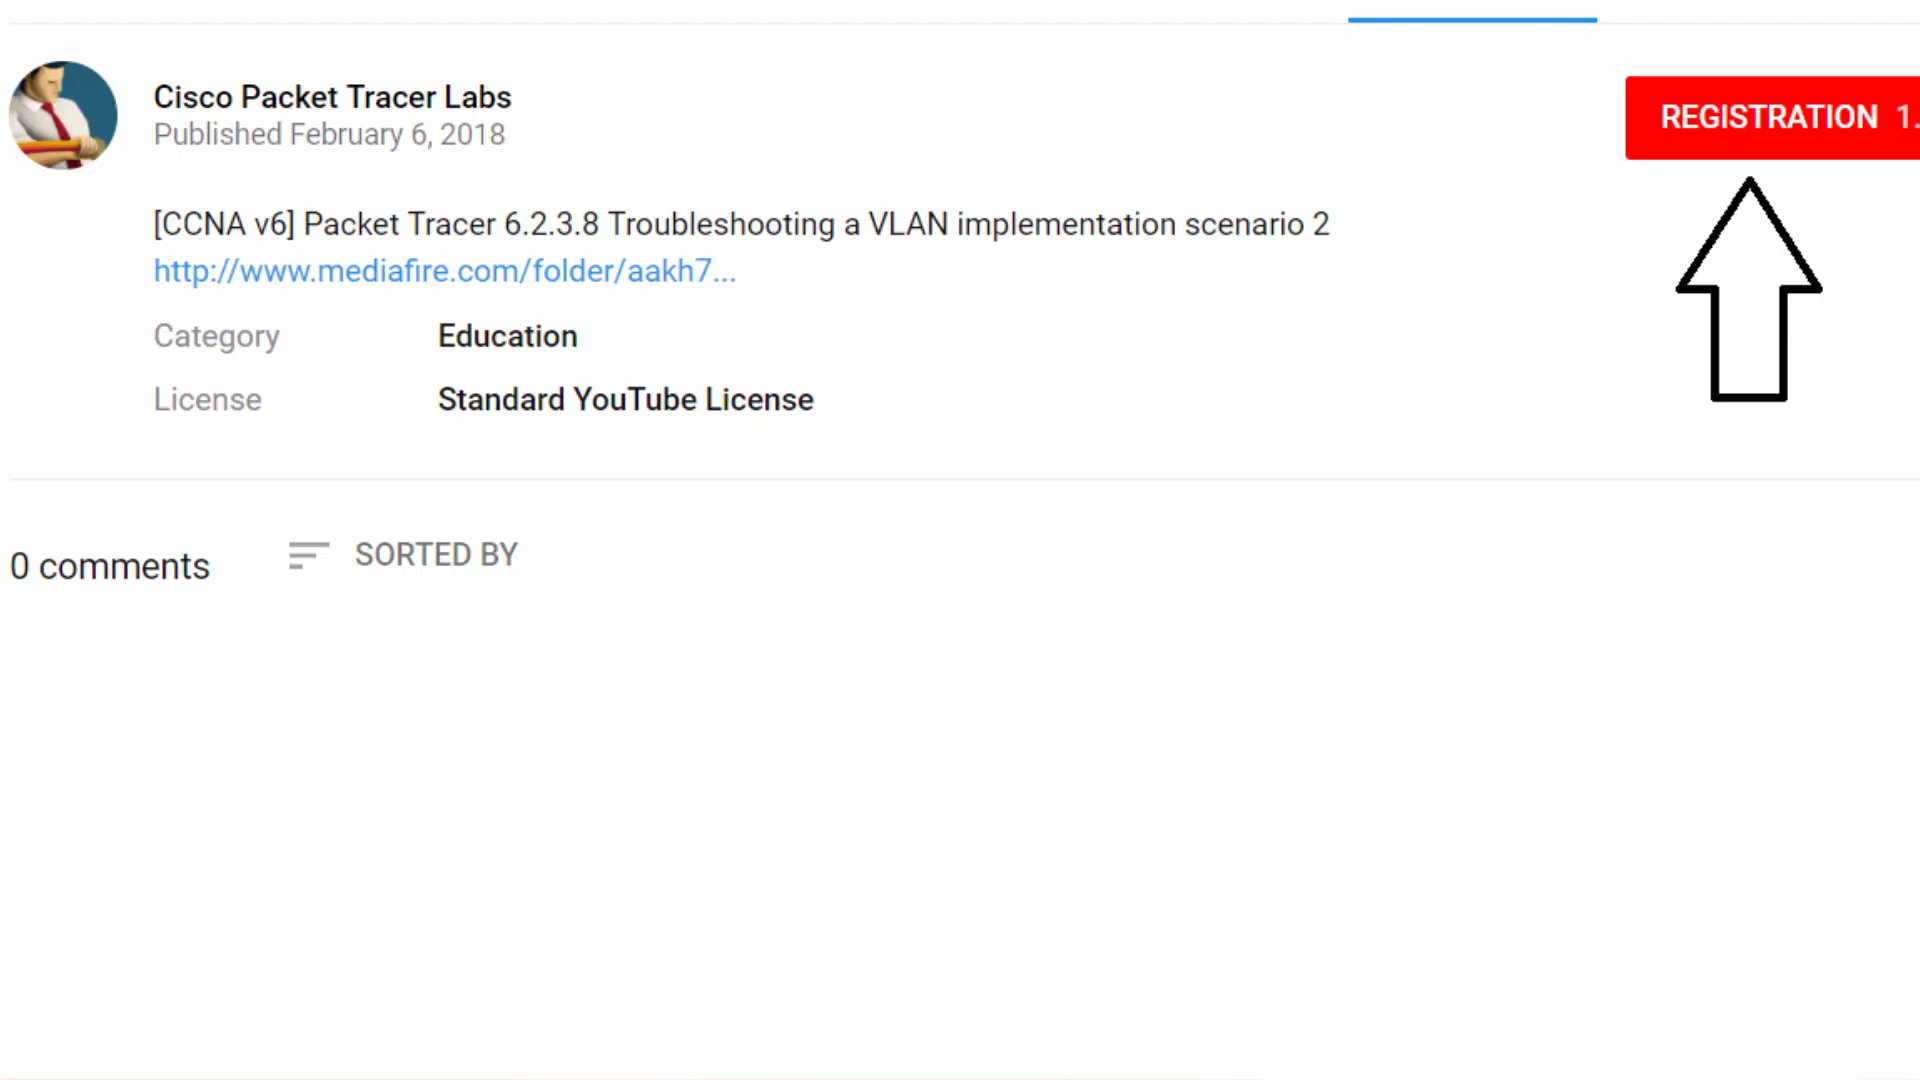 Cisco Packet Tracer Labs
Published February 6, 2018
REGISTRATION 1.
[CCNA v6] Packet Tracer 6.2.3.8 Troubleshooting a VLAN implementation scenario 2
http://www.mediafire.com/folder/aakh7...
Category Education
License Standard YouTube License
0 comments SORTED BY